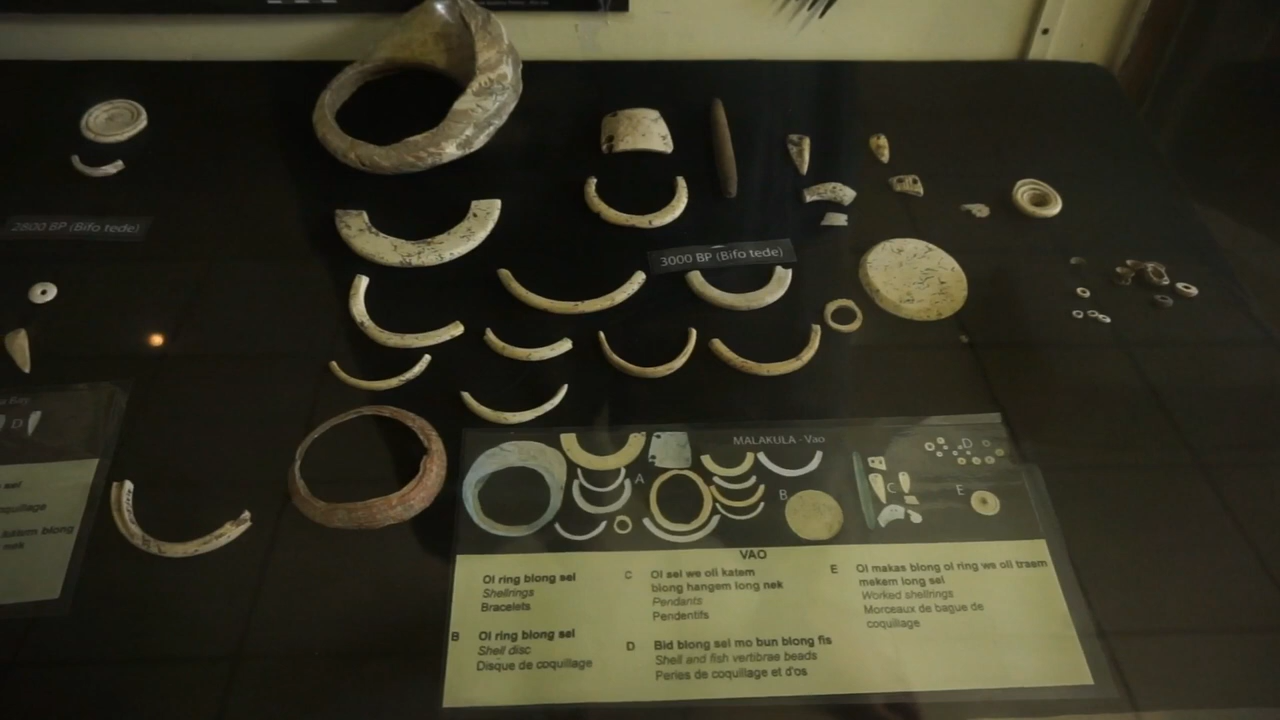 2800 BP (Bifo tede)
3000 BP (Bifo tede)
D
sel
katem blong
nek
MALAKULA - Vao
A
B
C
D
E
VAO
Ol ring blong sel
Shellrings
Bracelets
B Ol ring blong sel
Shell disc
Disque de coquillage
C Ol sel we oli katem
blong hangem long nek
Pendants
Pendentifs
D Bid blong sel mo bun blong fis
Shell and fish vertibrae beads
Perles de coquillage et d'os
E Ol makas blong ol ring we oli traem
mekem long sel
Worked shellrings
Morceaux de bague de
coquillage